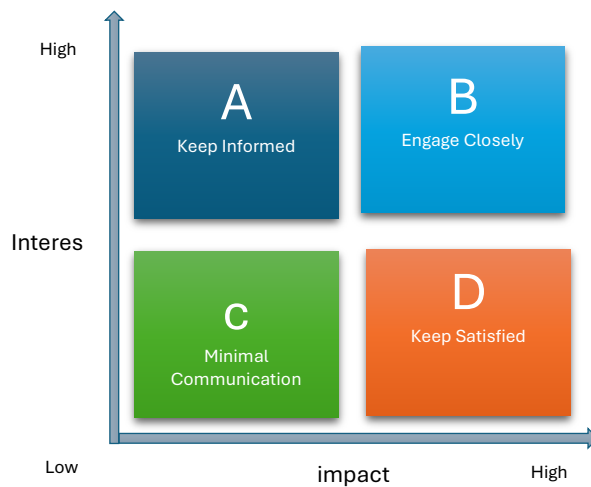 High
A
Keep Informed
B
Engage Closely
Interes
c
Minimal
Communication
D
Keep Satisfied
Low
impact
High